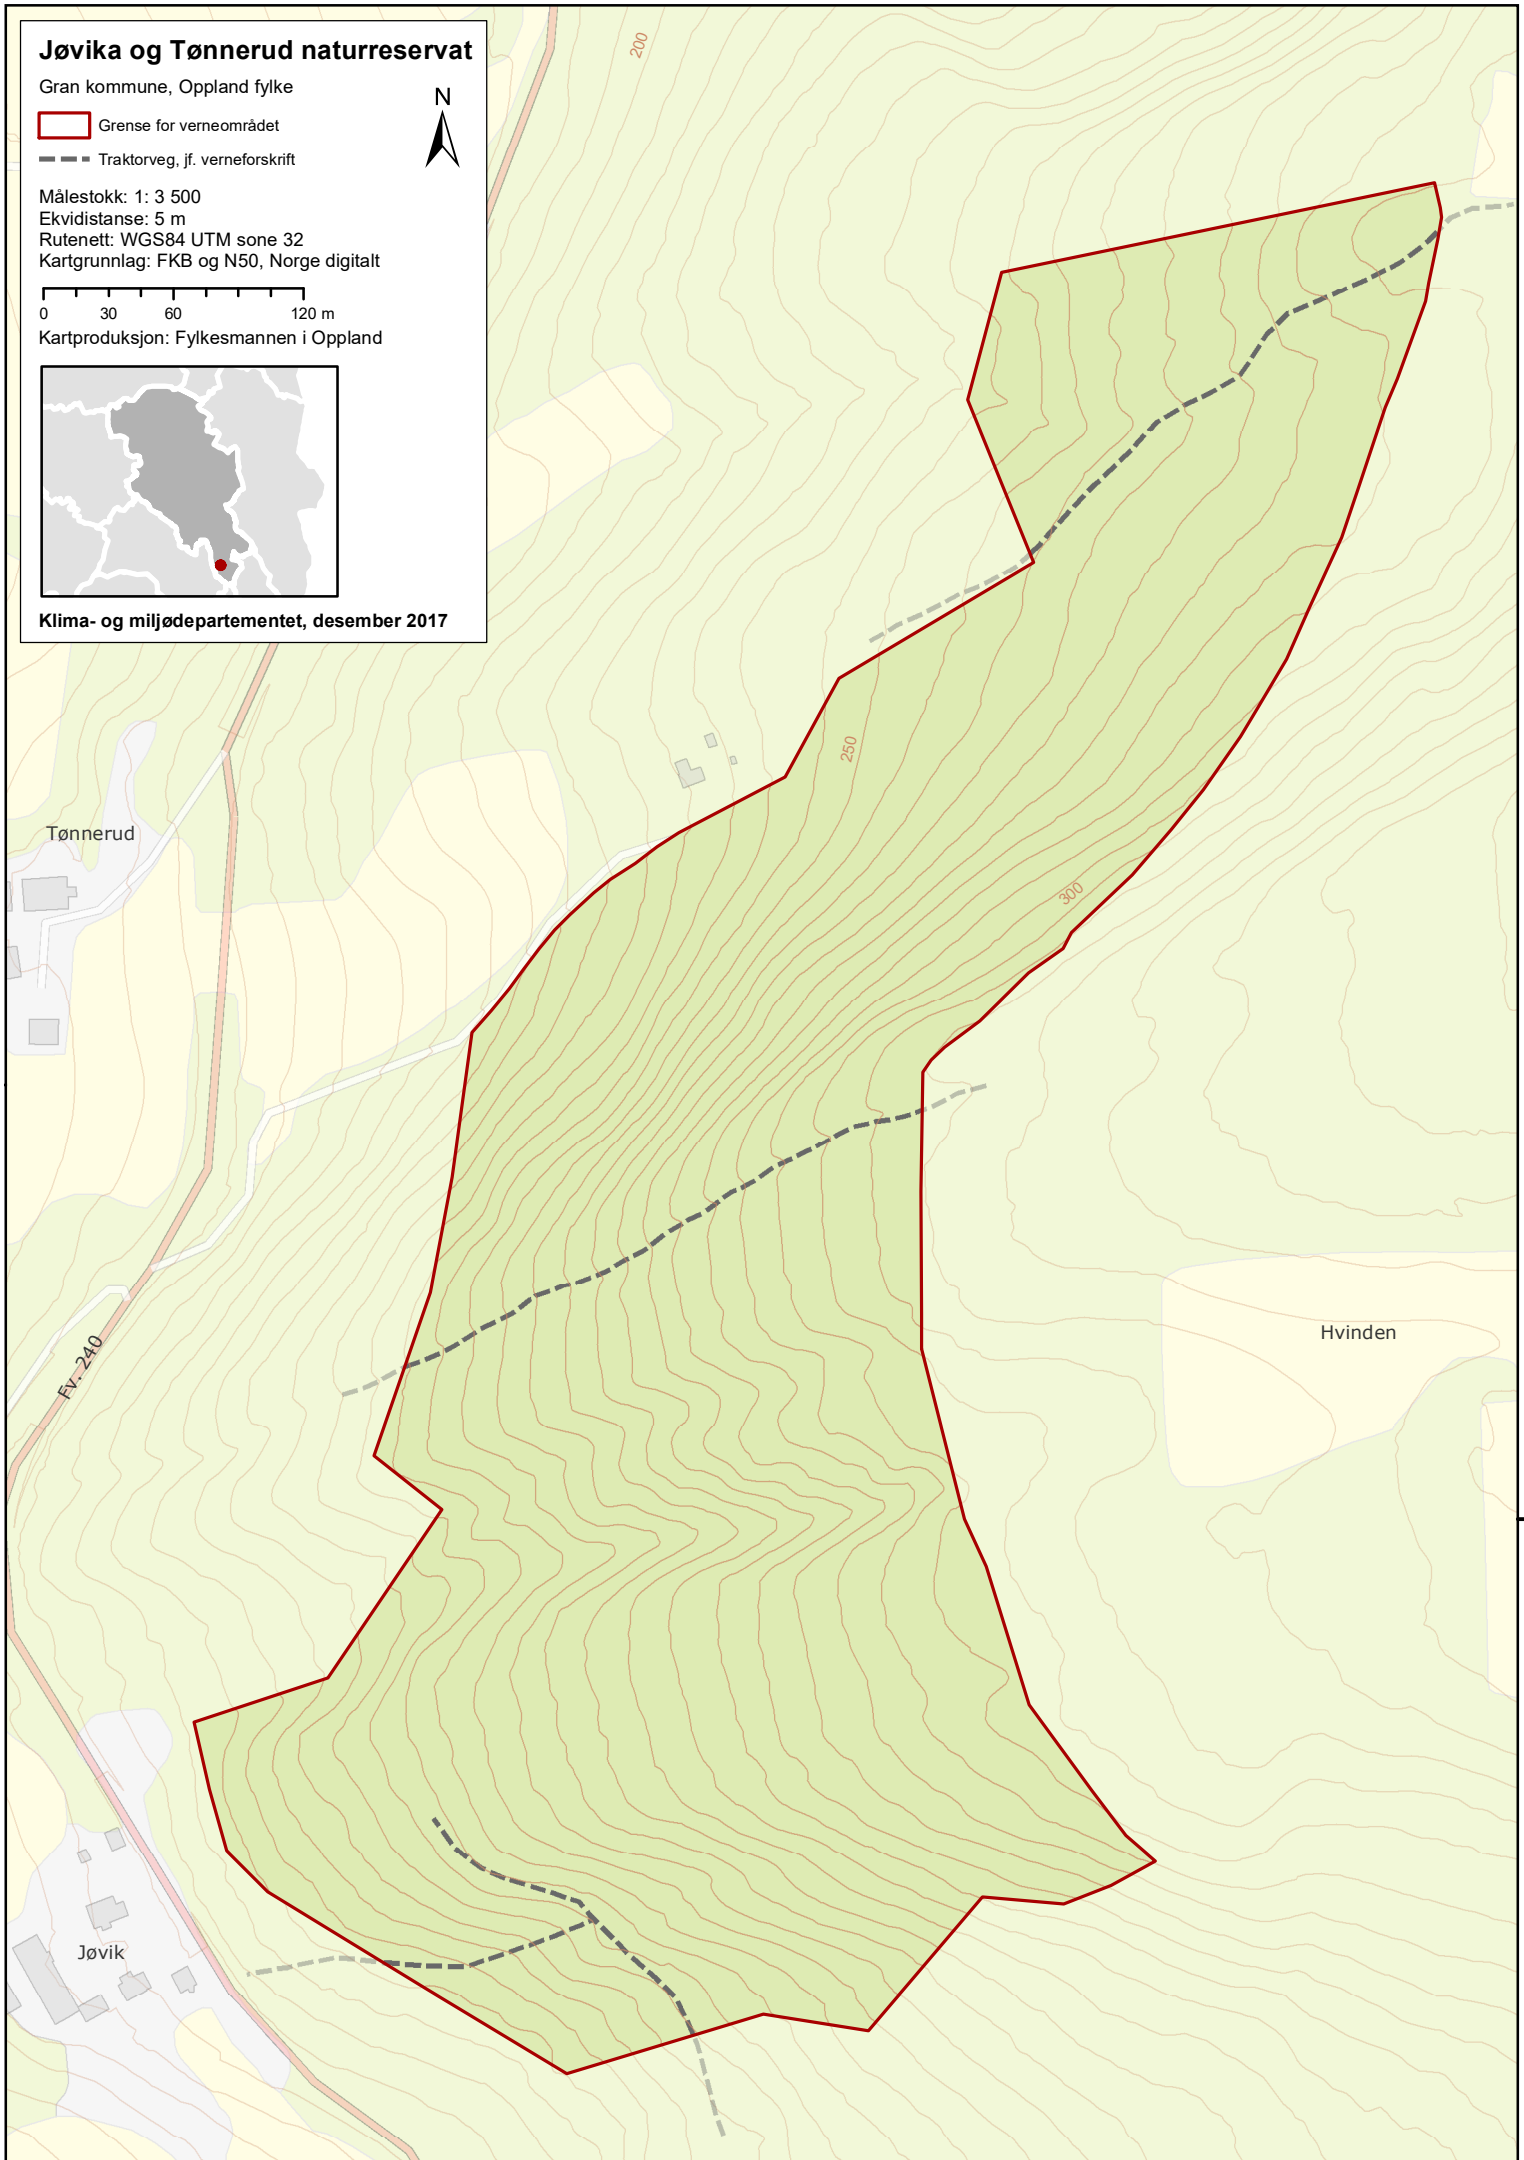 Jøvika og Tønnerud naturreservat
Gran kommune, Oppland fylke
N
Grense for verneområdet
Traktorveg, jf. verneforskrift
Målestokk: 1: 3 500
Ekvidistanse: 5 m
Rutenett: WGS84 UTM sone 32
Kartgrunnlag: FKB og N50, Norge digitalt
0 30 60 120 m
Kartproduksjon: Fylkesmannen i Oppland
Klima- og miljødepartementet, desember 2017
200
250
Tønnerud
300
Hvinden
Fv. 240
Jøvik